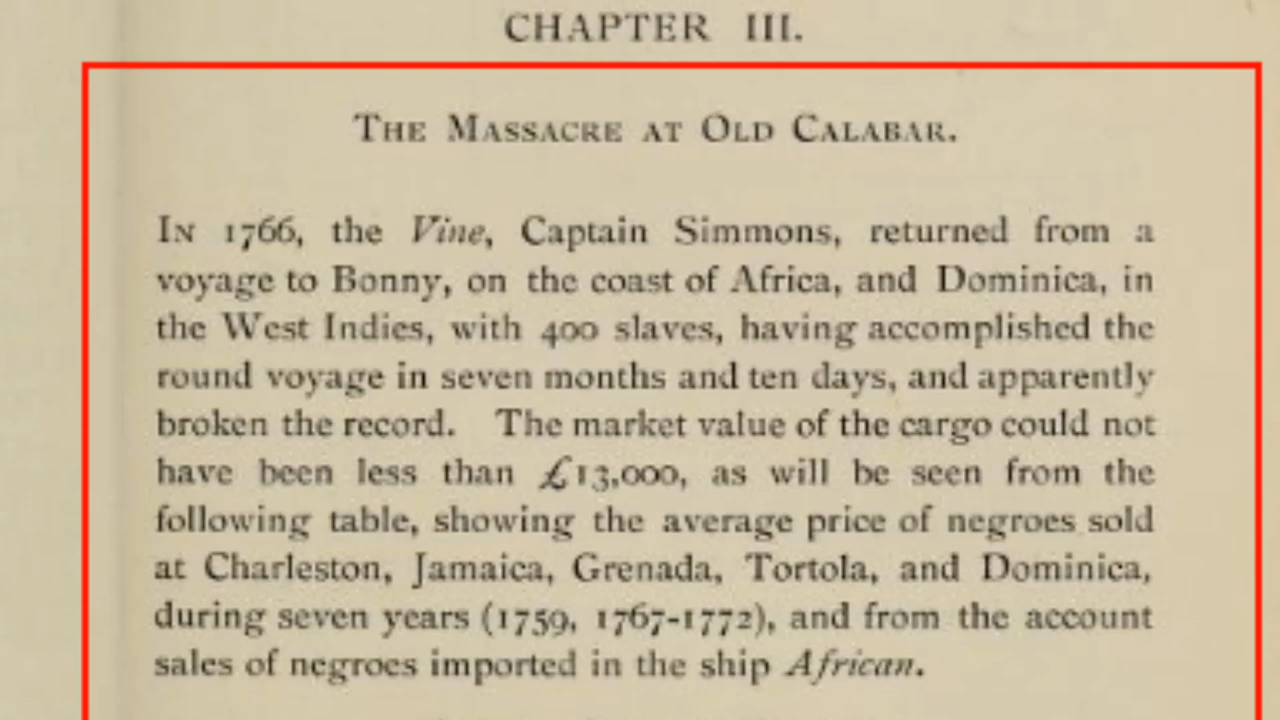 CHAPTER III.
The Massacre at Old Calabar.
In 1766, the Vine, Captain Simmons, returned from a
voyage to Bonny, on the coast of Africa, and Dominica, in
the West Indies, with 400 slaves, having accomplished the
round voyage in seven months and ten days, and apparently
broken the record. The market value of the cargo could not
have been less than £13,000, as will be seen from the
following table, showing the average price of negroes sold
at Charleston, Jamaica, Grenada, Tortola, and Dominica,
during seven years (1759, 1767-1772), and from the account
sales of negroes imported in the ship African.